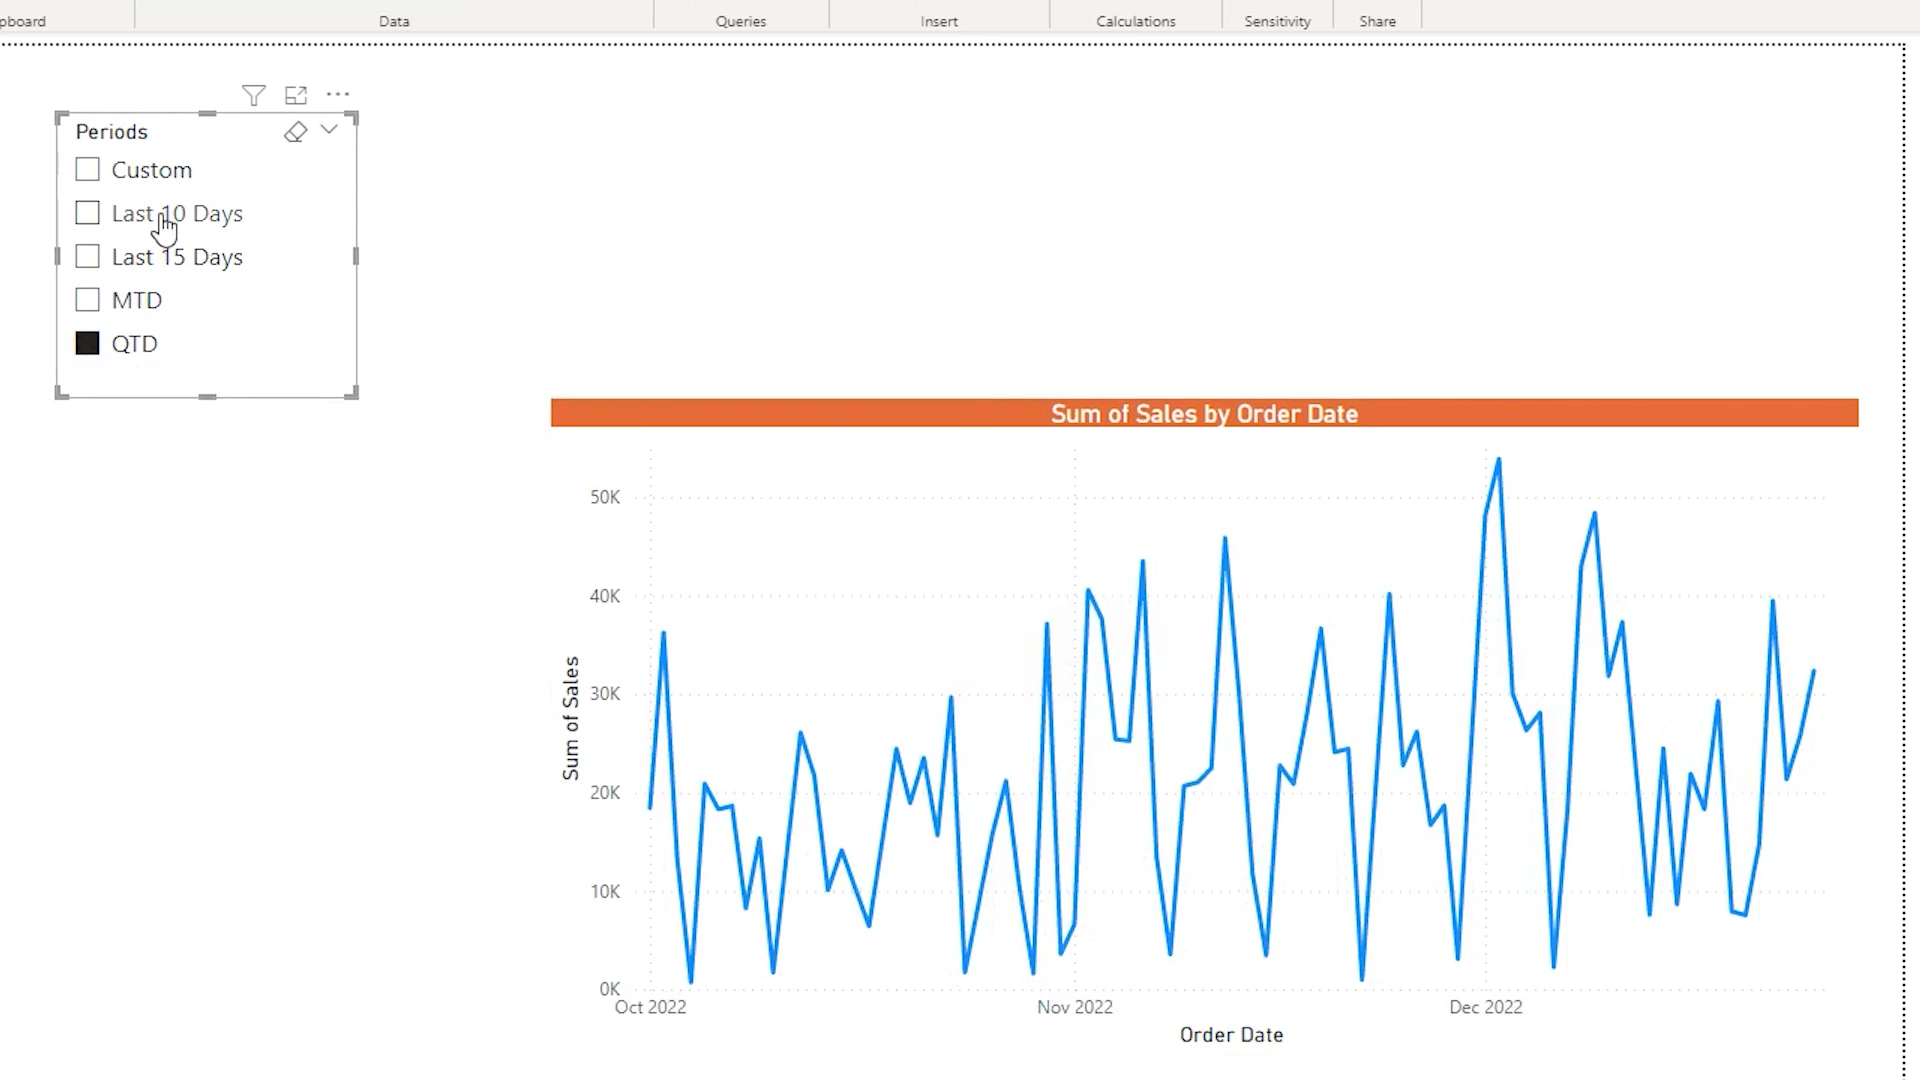 pboard
Data
Queries
Insert
Calculations
Sensitivity
Share
Periods
Custom
Last 10 Days
Last 15 Days
MTD
QTD
Sum of Sales by Order Date
50K
40K
30K
20K
10K
0K
Sum of Sales
Oct 2022
Nov 2022
Dec 2022
Order Date